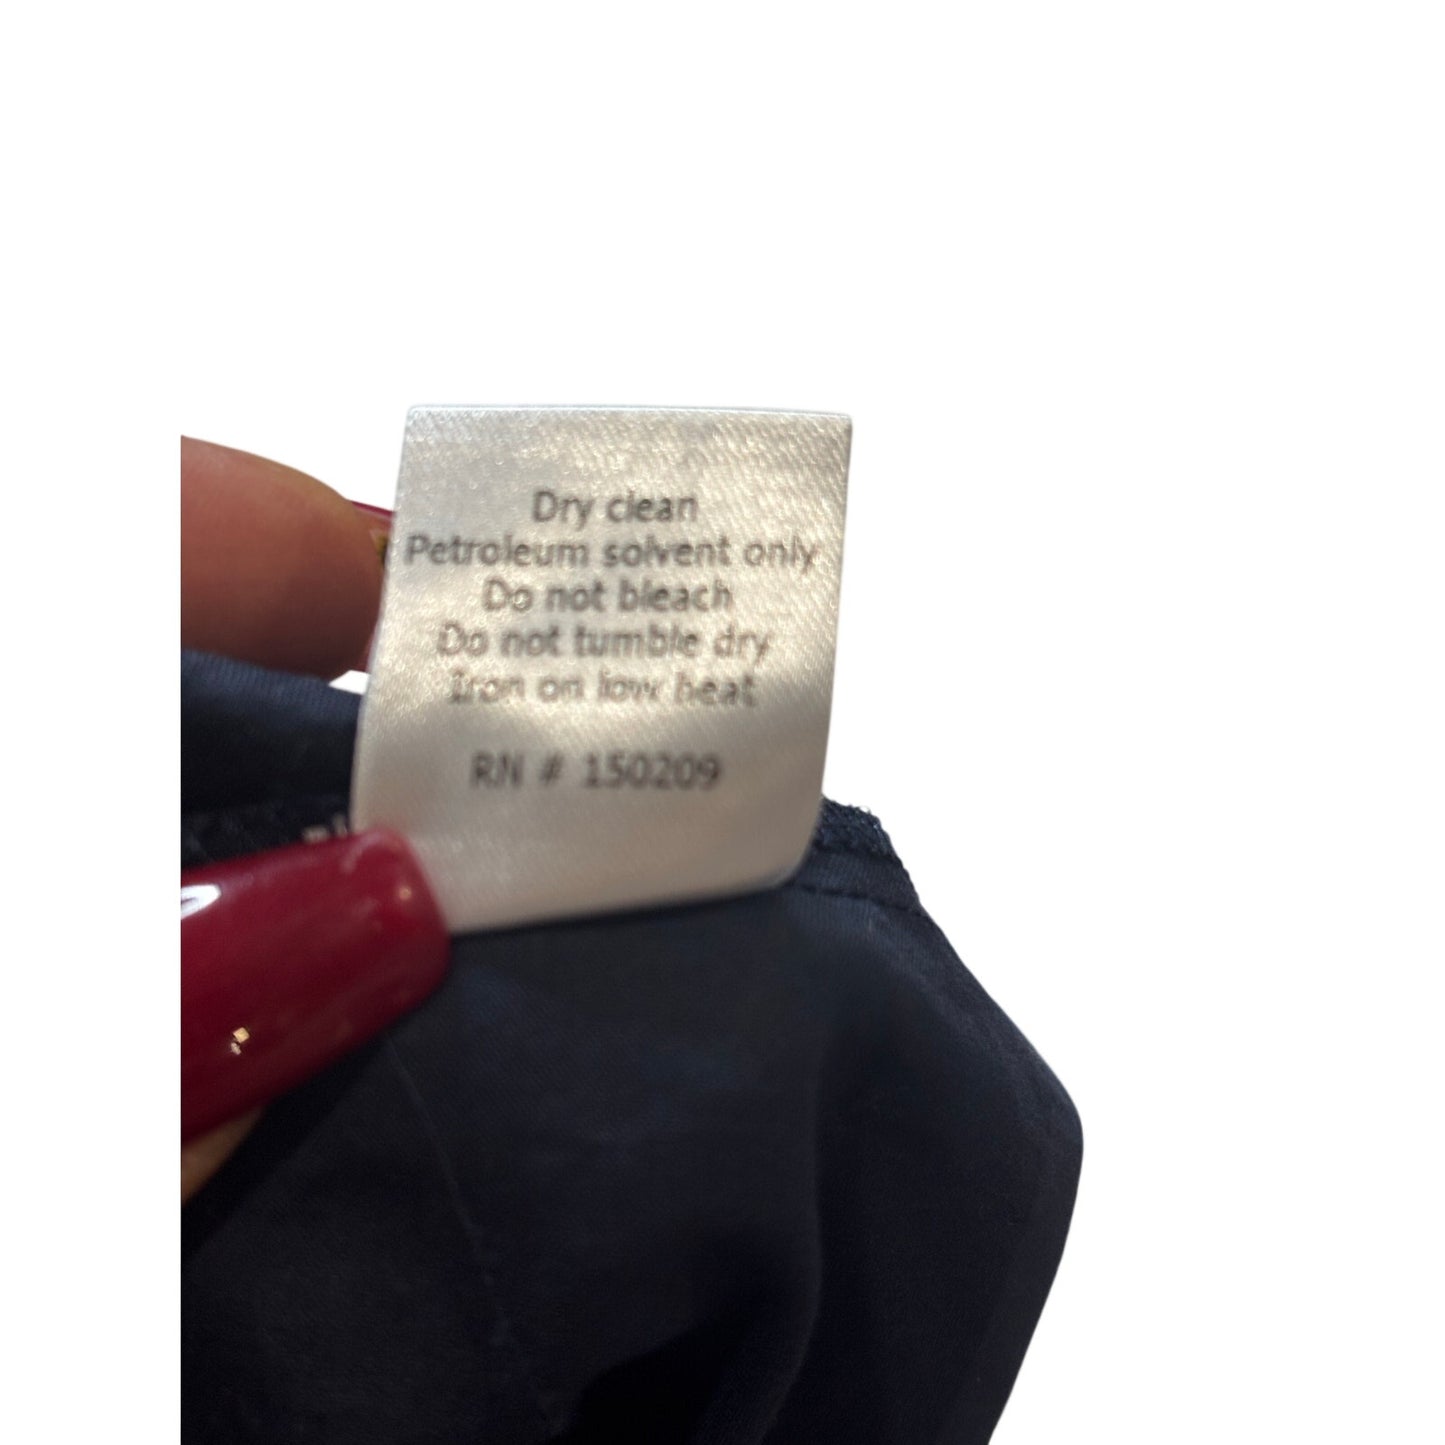 Dry clean
Petroleum solvent only
Do not bleach
Do not tumble dry
Iron on low heat
RN # 150209